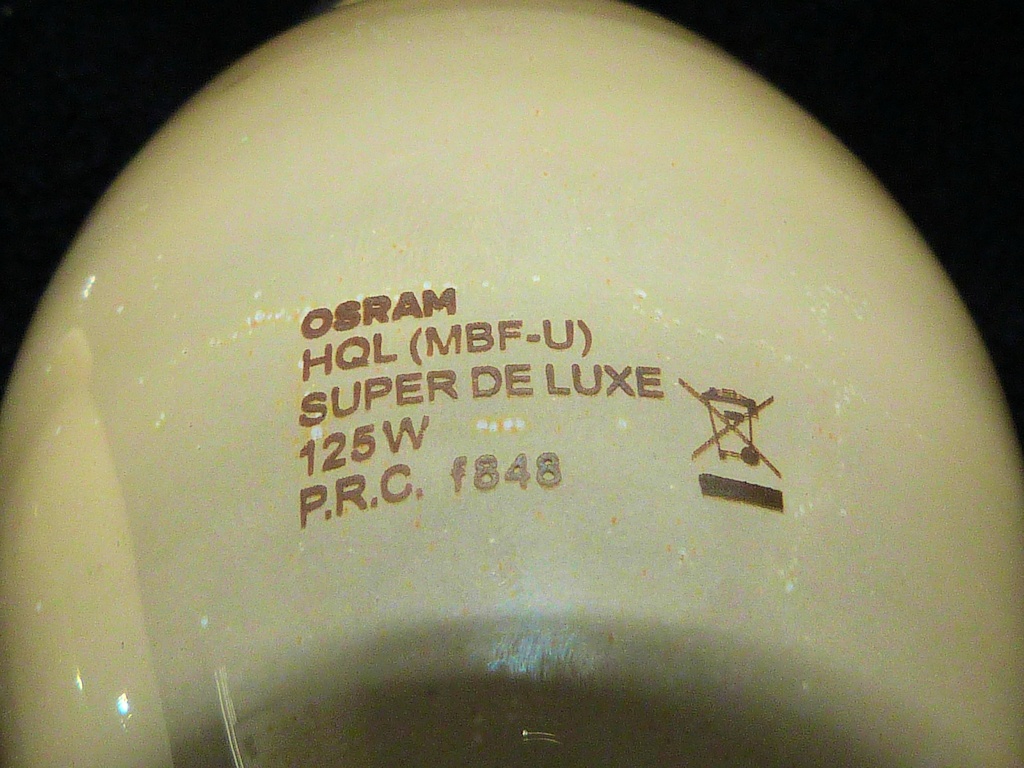 OSRAM
HQL (MBF-U)
SUPER DE LUXE
125W
P.R.C. f848